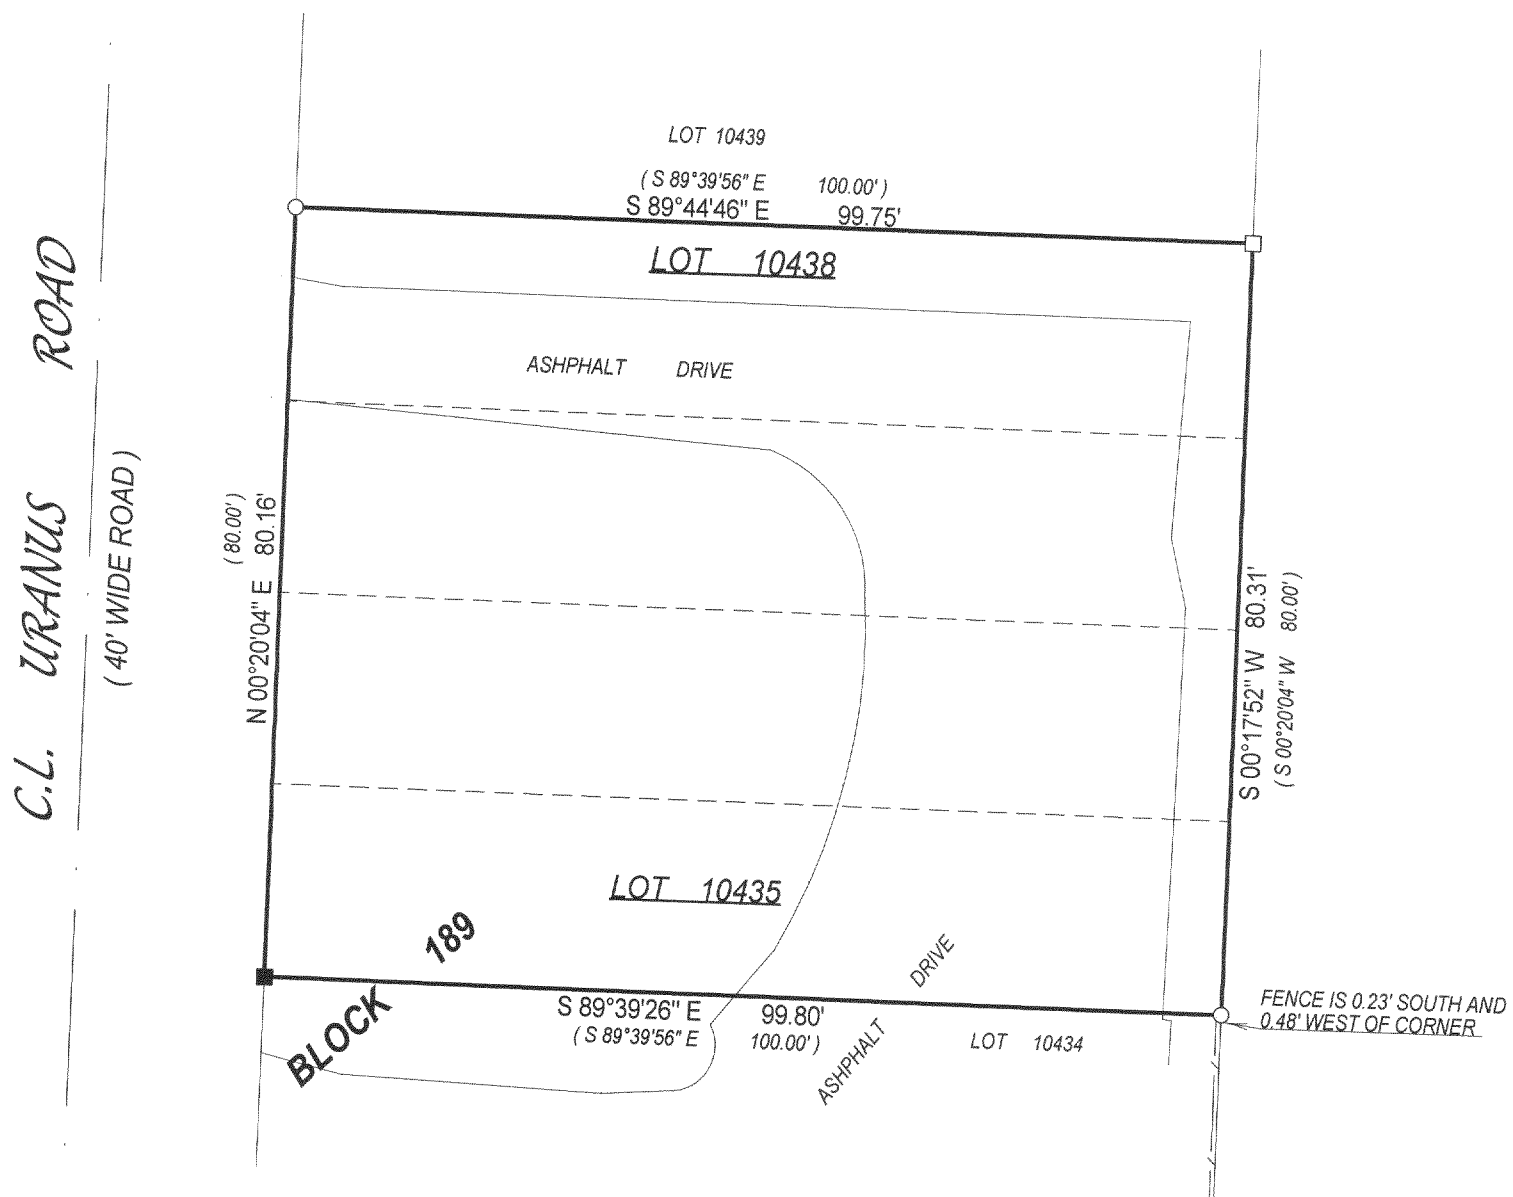 LOT 10439
( S 89°39'56" E 100.00' )
S 89°44'46" E 99.75'
LOT 10438
ASHPHALT DRIVE
C.L. URANUS ROAD
( 40' WIDE ROAD )
( 80.00' )
N 00°20'04" E 80.16'
S 00°17'52" W 80.31'
( S 00°20'04" W 80.00' )
LOT 10435
BLOCK 189
S 89°39'26" E 99.80'
( S 89°39'56" E 100.00' )
ASHPHALT DRIVE
LOT 10434
FENCE IS 0.23' SOUTH AND
0.48' WEST OF CORNER